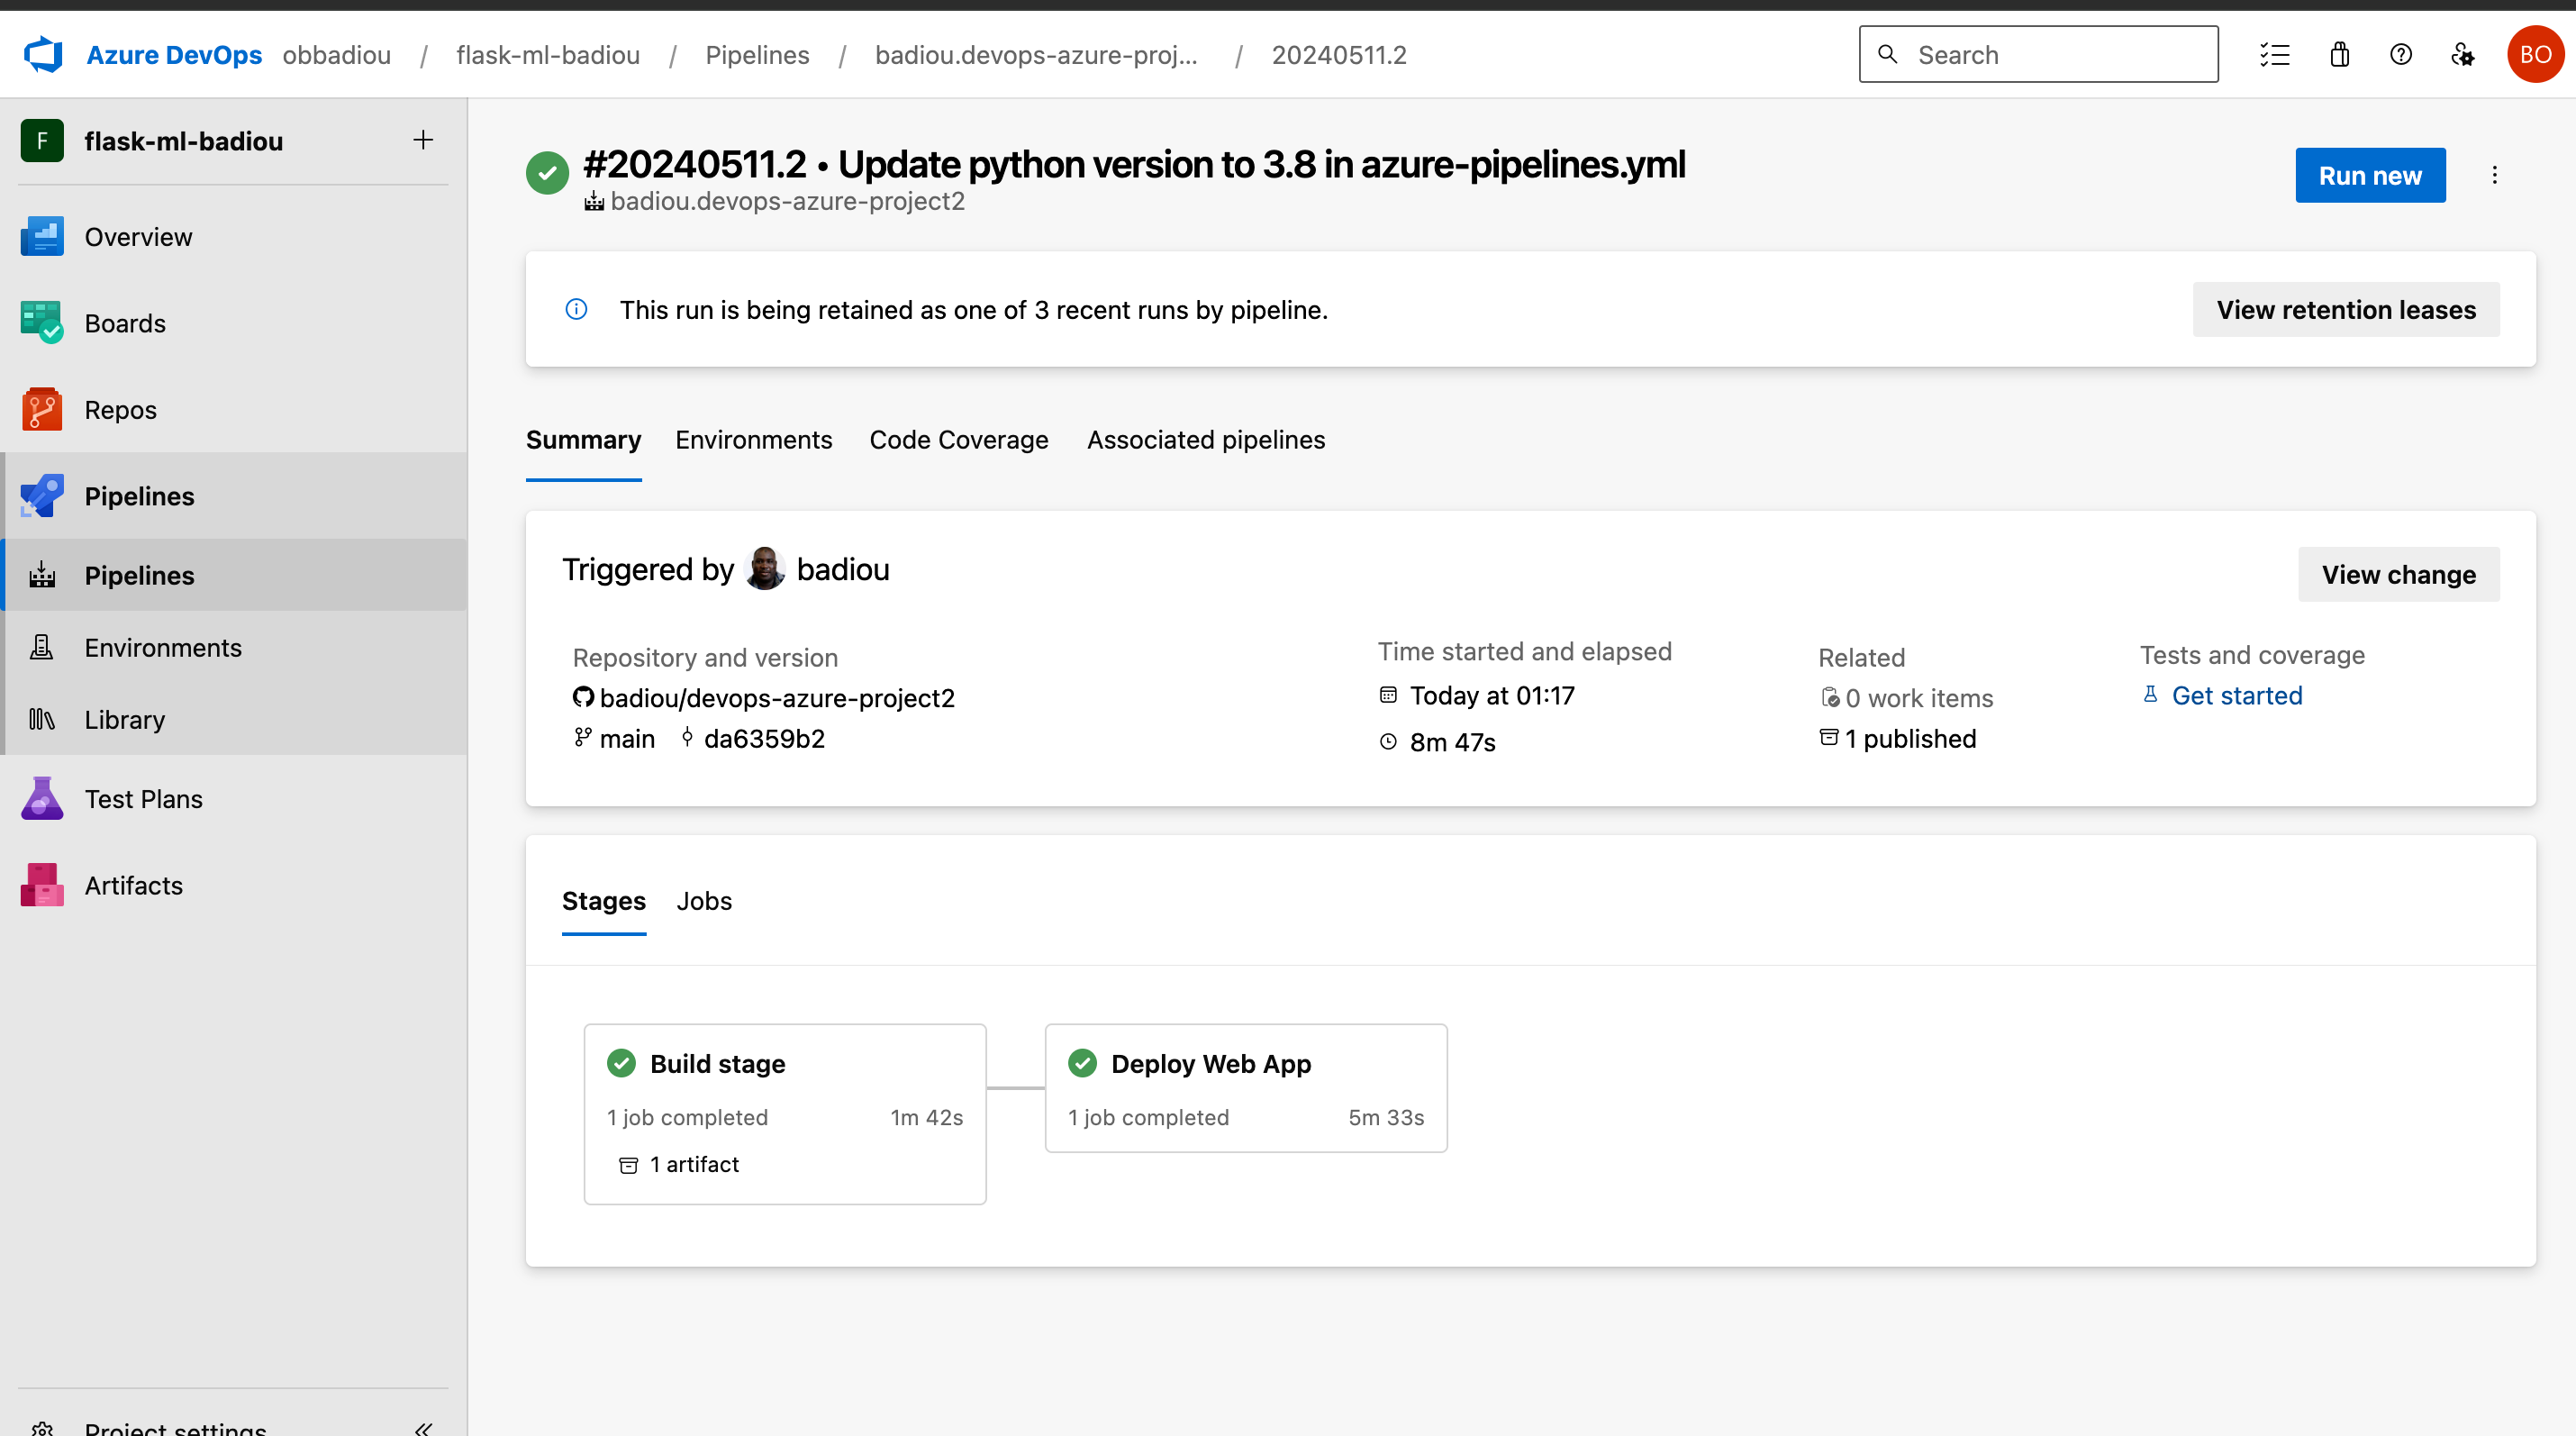 Azure DevOps obbadiou / flask-ml-badiou / Pipelines / badiou.devops-azure-proj... / 20240511.2
Search
BO
F flask-ml-badiou
Overview
Boards
Repos
Pipelines
Pipelines
Environments
Library
Test Plans
Artifacts
Project settings
#20240511.2 • Update python version to 3.8 in azure-pipelines.yml
badiou.devops-azure-project2
Run new
This run is being retained as one of 3 recent runs by pipeline.
View retention leases
Summary Environments Code Coverage Associated pipelines
Triggered by badiou
View change
Repository and version
badiou/devops-azure-project2
main da6359b2
Time started and elapsed
Today at 01:17
8m 47s
Related
0 work items
1 published
Tests and coverage
Get started
Stages Jobs
Build stage
1 job completed 1m 42s
1 artifact
Deploy Web App
1 job completed 5m 33s